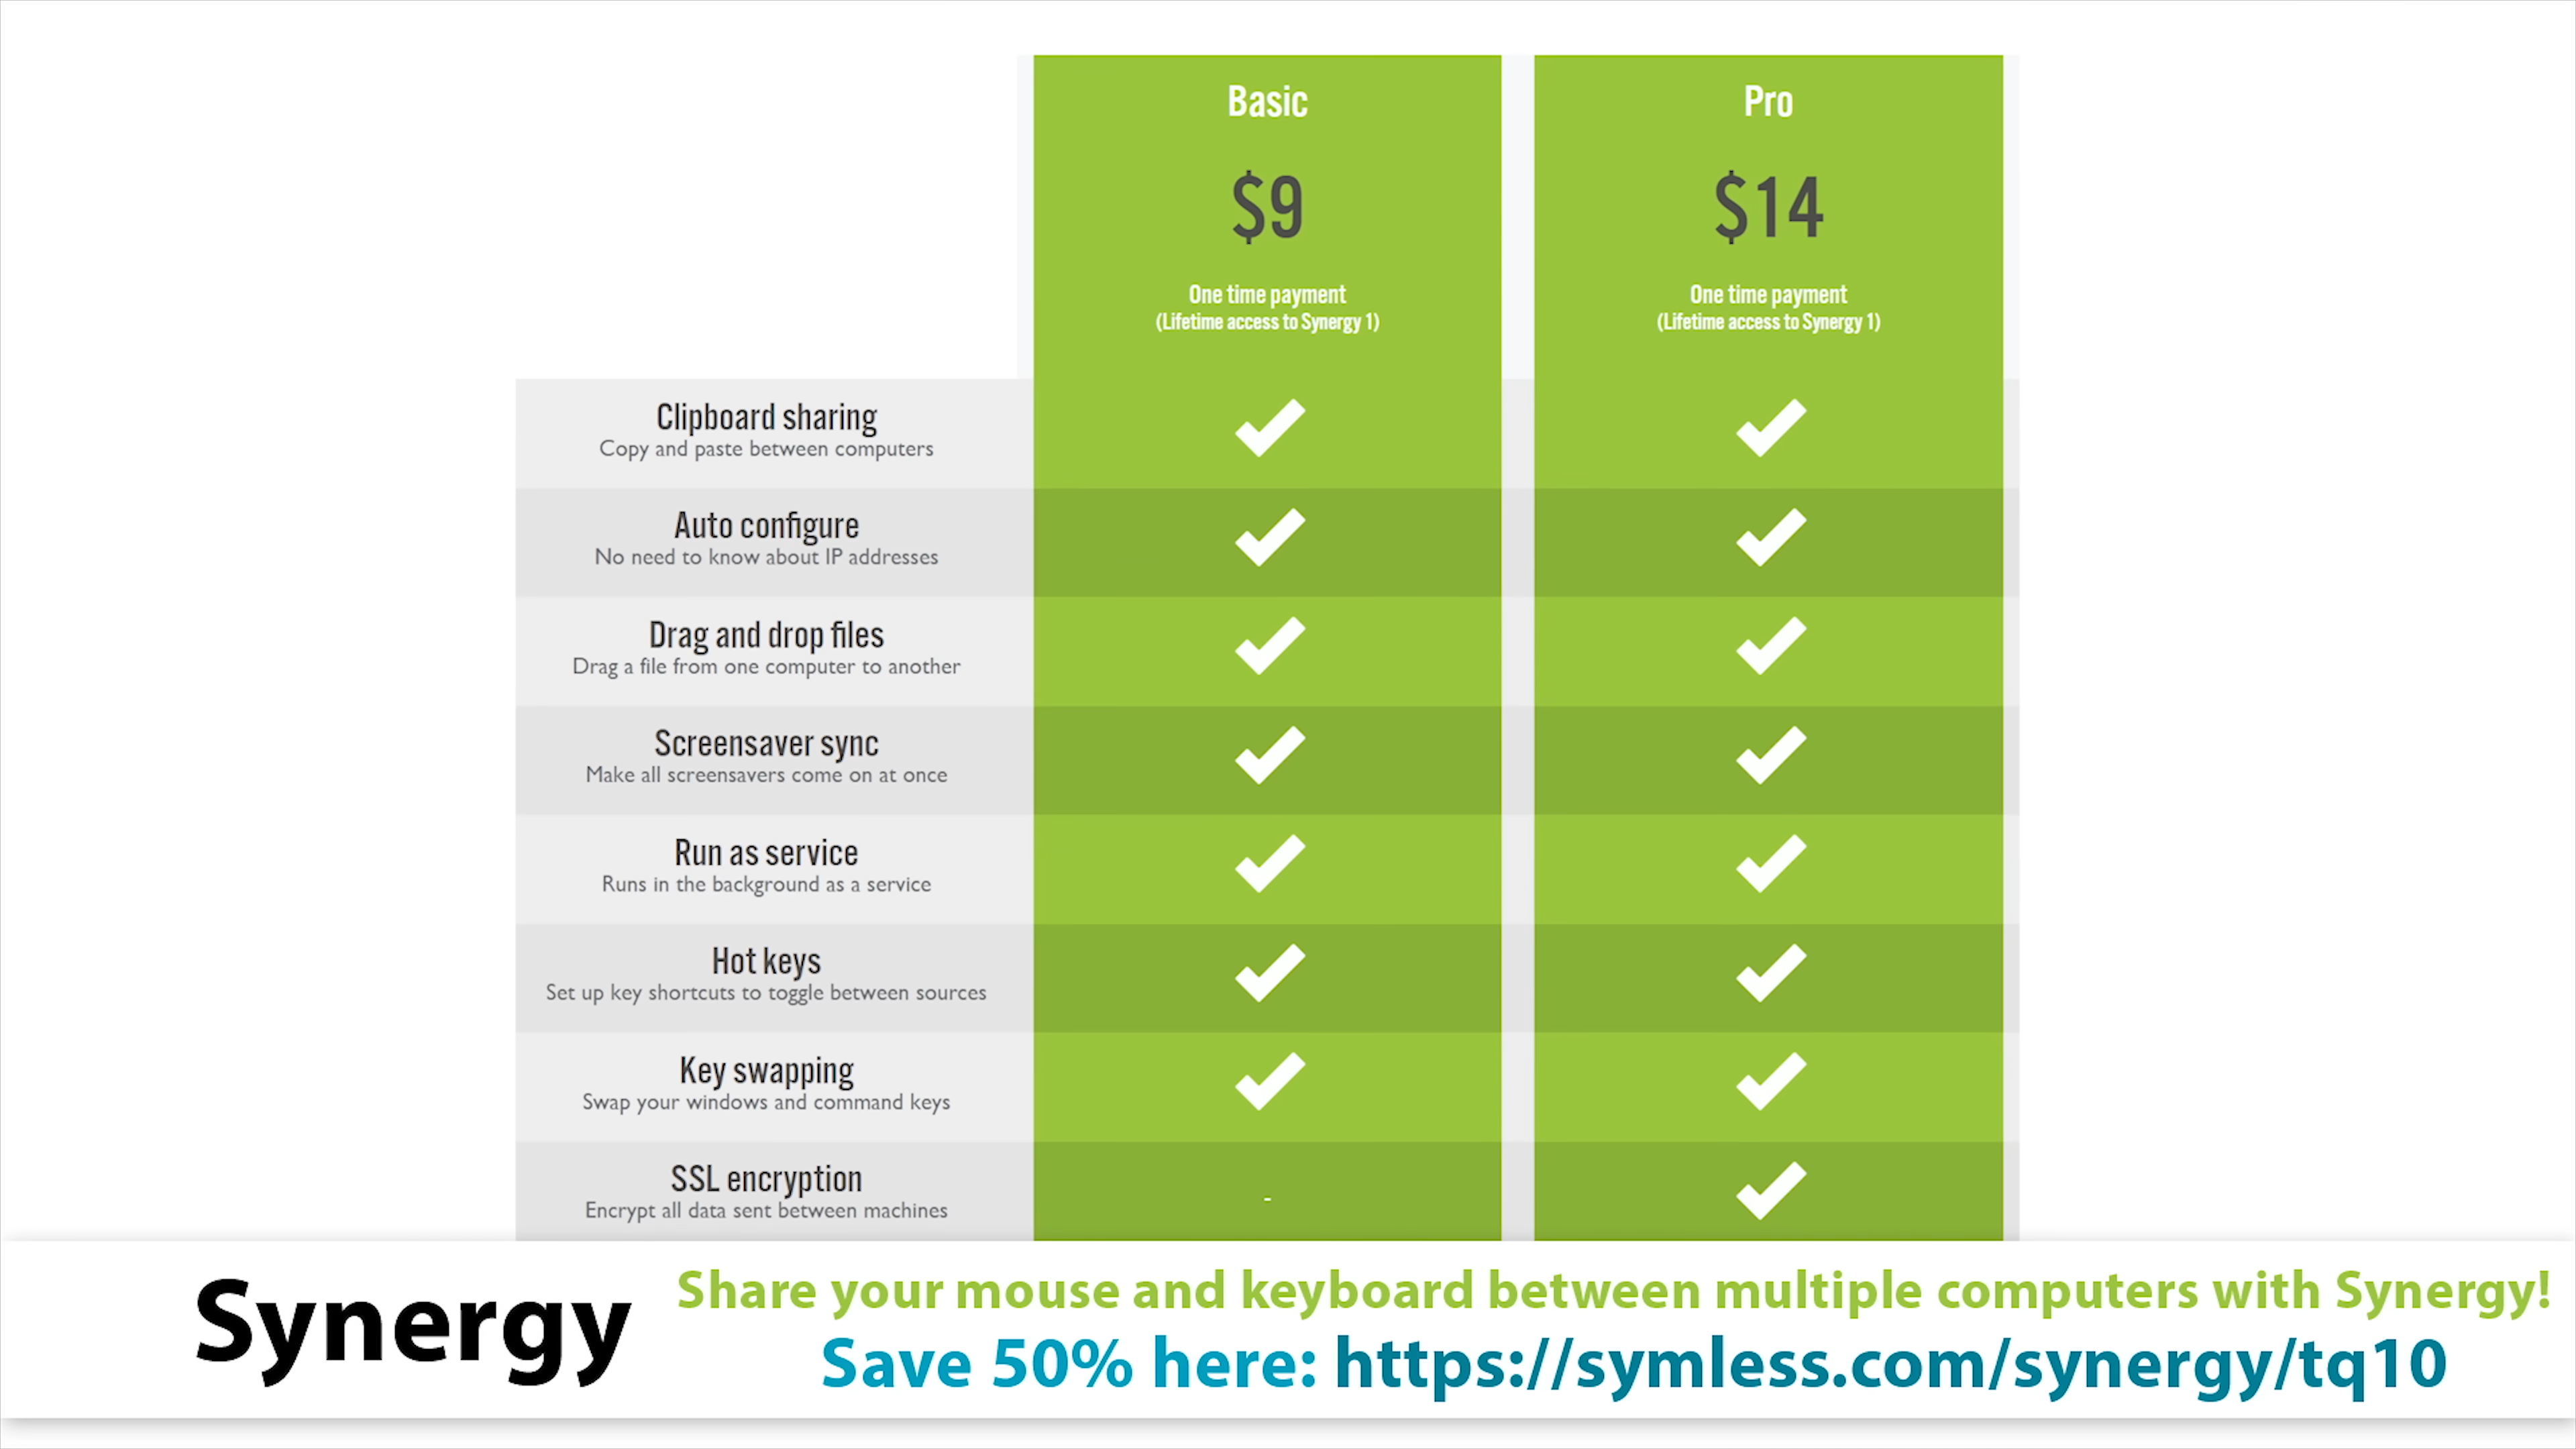 Basic
Pro
$9
$14
One time payment
(Lifetime access to Synergy 1)
One time payment
(Lifetime access to Synergy 1)
Clipboard sharing
Copy and paste between computers
Auto configure
No need to know about IP addresses
Drag and drop files
Drag a file from one computer to another
Screensaver sync
Make all screensavers come on at once
Run as service
Runs in the background as a service
Hot keys
Set up key shortcuts to toggle between sources
Key swapping
Swap your windows and command keys
SSL encryption
Encrypt all data sent between machines
-
Synergy
Share your mouse and keyboard between multiple computers with Synergy!
Save 50% here: https://symless.com/synergy/tq10